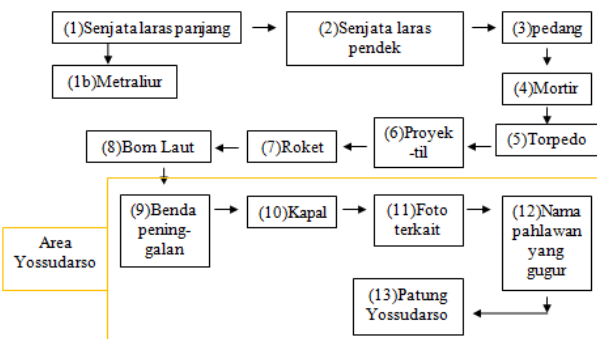 (1)Senjata laras panjang
(2)Senjata laras
pendek
(3)pedang
(1b)Metraliur
(4)Mortir
(5)Torpedo
(6)Proyek
-til
(7)Roket
(8)Bom Laut
(9)Benda
pening-
galan
(10)Kapal
(11)Foto
terkait
(12)Nama
pahlawan
yang
gugur
Area
Yossudarso
(13)Patung
Yossudarso